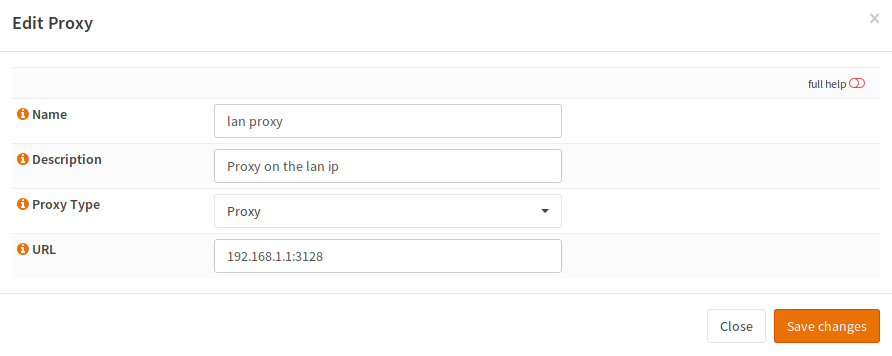 Edit Proxy
×
full help
Name
lan proxy
Description
Proxy on the lan ip
Proxy Type
Proxy
URL
192.168.1.1:3128
Close
Save changes